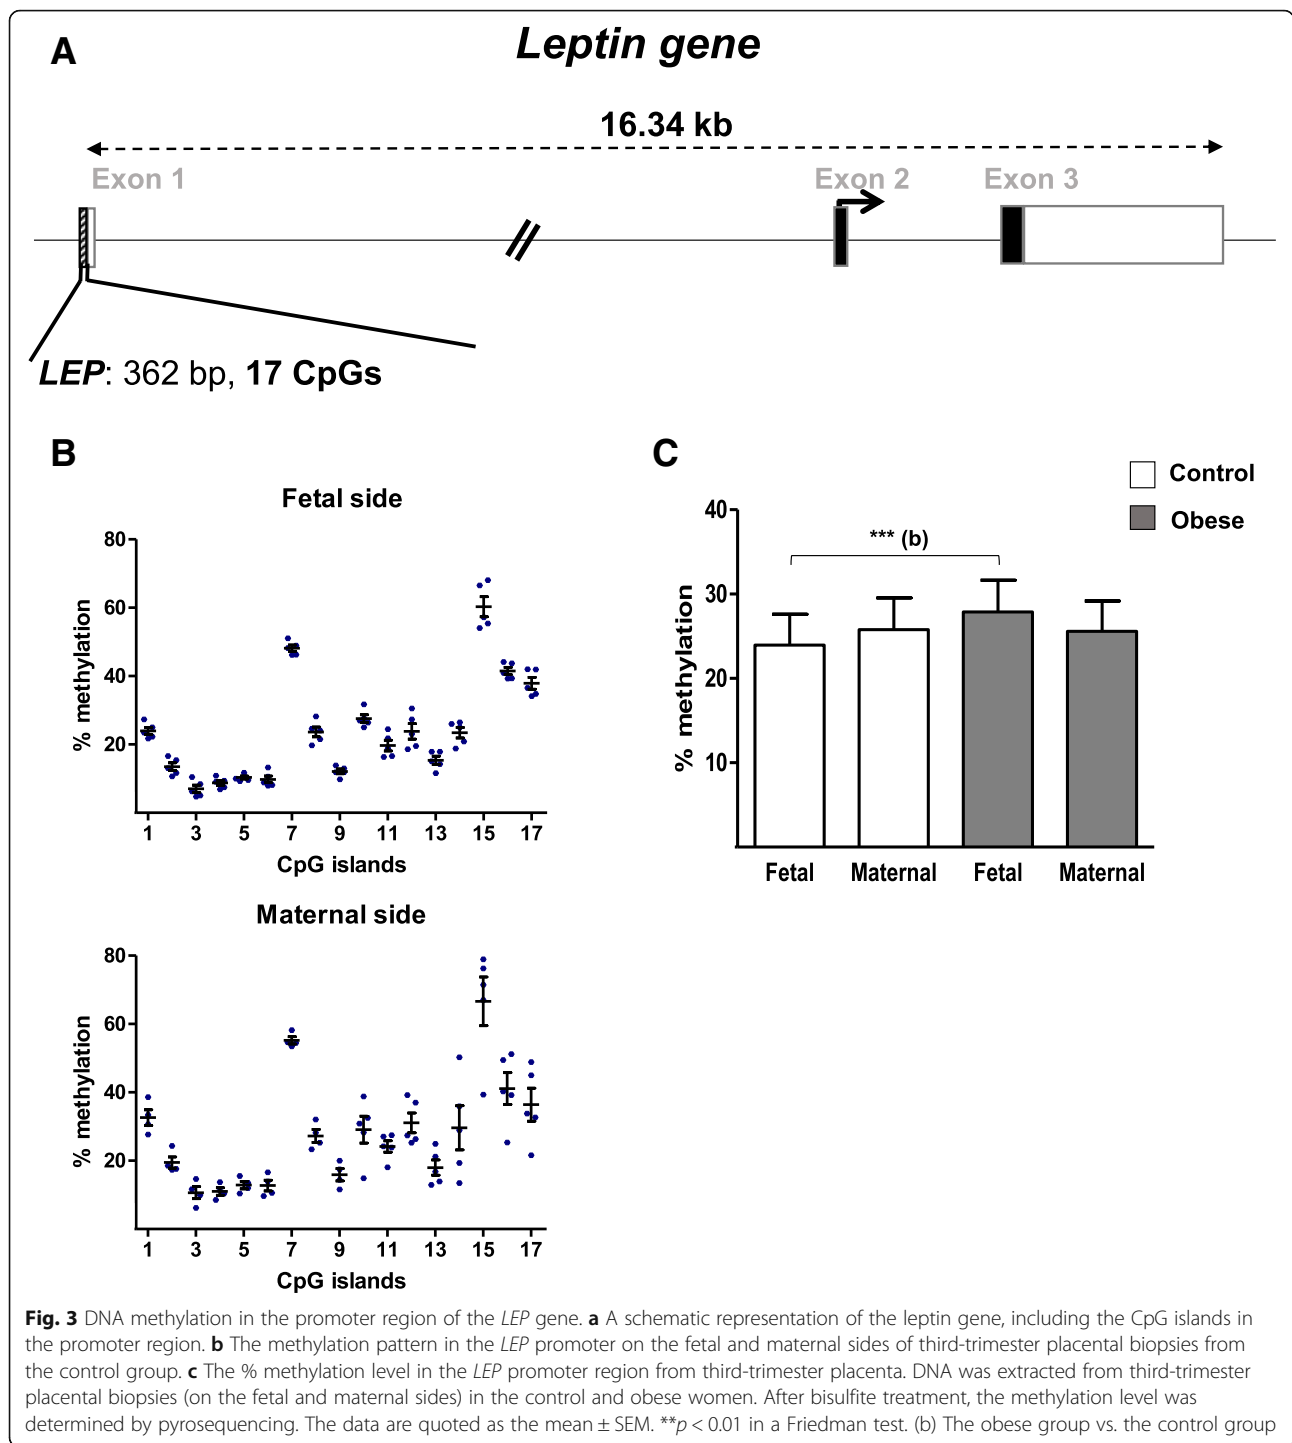 A
Leptin gene
16.34 kb
Exon 1
Exon 2
Exon 3
LEP: 362 bp, 17 CpGs
B
Fetal side
80
60
40
20
% methylation
1 3 5 7 9 11 13 15 17
CpG islands
Maternal side
80
60
40
20
% methylation
1 3 5 7 9 11 13 15 17
CpG islands
C
Control
Obese
40
30
20
10
% methylation
*** (b)
Fetal Maternal Fetal Maternal
Fig. 3 DNA methylation in the promoter region of the LEP gene. a A schematic representation of the leptin gene, including the CpG islands in
the promoter region. b The methylation pattern in the LEP promoter on the fetal and maternal sides of third-trimester placental biopsies from
the control group. c The % methylation level in the LEP promoter region from third-trimester placenta. DNA was extracted from third-trimester
placental biopsies (on the fetal and maternal sides) in the control and obese women. After bisulfite treatment, the methylation level was
determined by pyrosequencing. The data are quoted as the mean ± SEM. **p < 0.01 in a Friedman test. (b) The obese group vs. the control group